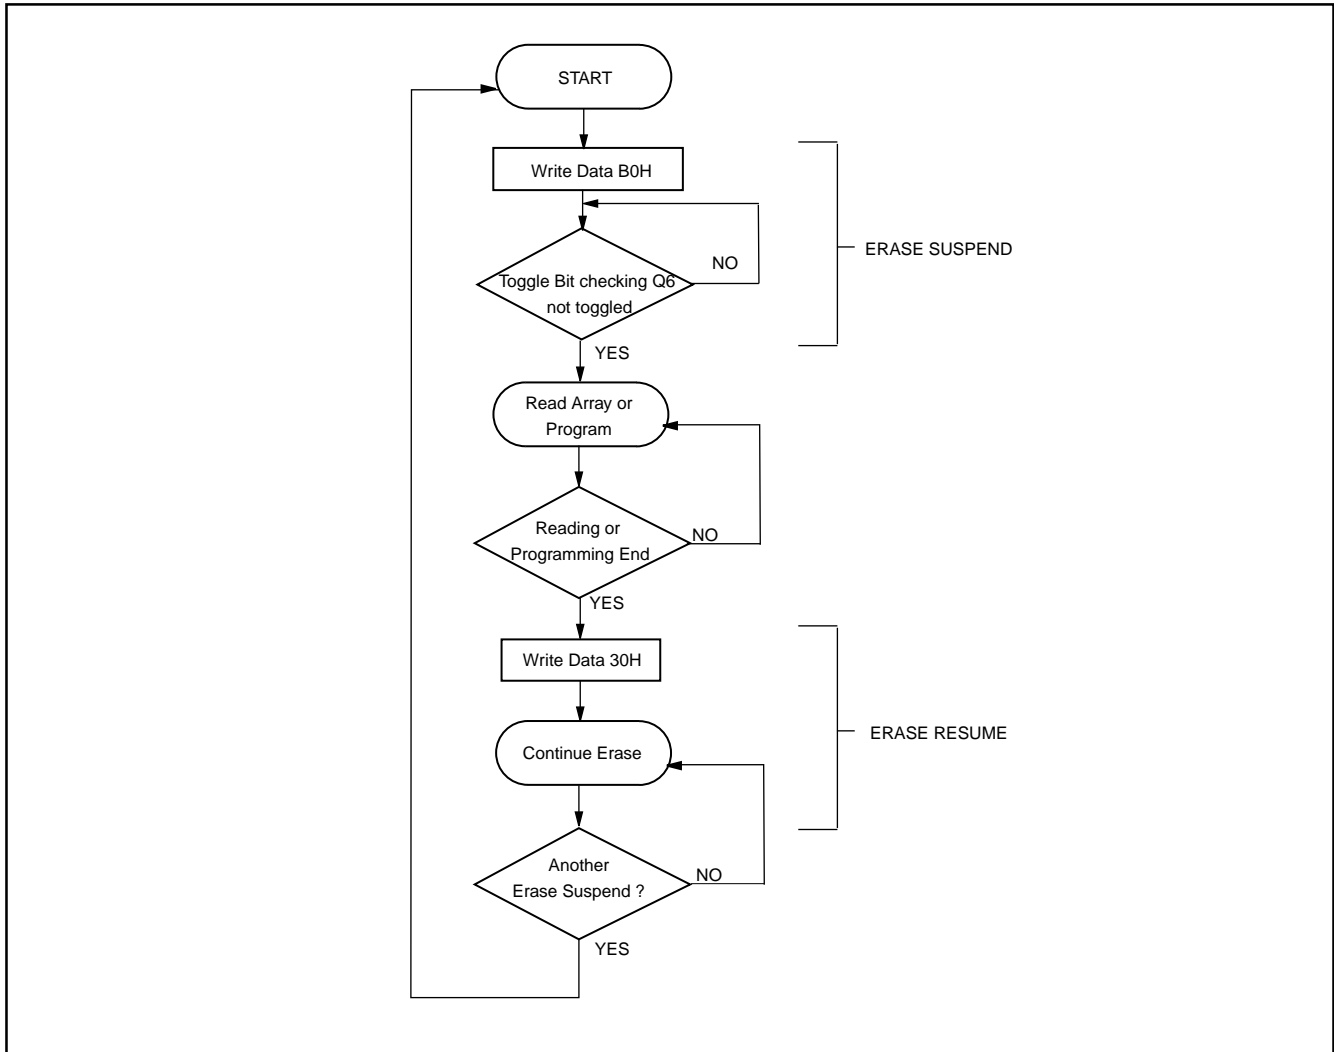 START
Write Data B0H
ERASE SUSPEND
NO
Toggle Bit checking Q6
not toggled
YES
Read Array or
Program
Reading or
NO
Programming End
YES
Write Data 30H
ERASE RESUME
Continue Erase
Another
NO
Erase Suspend ?
YES